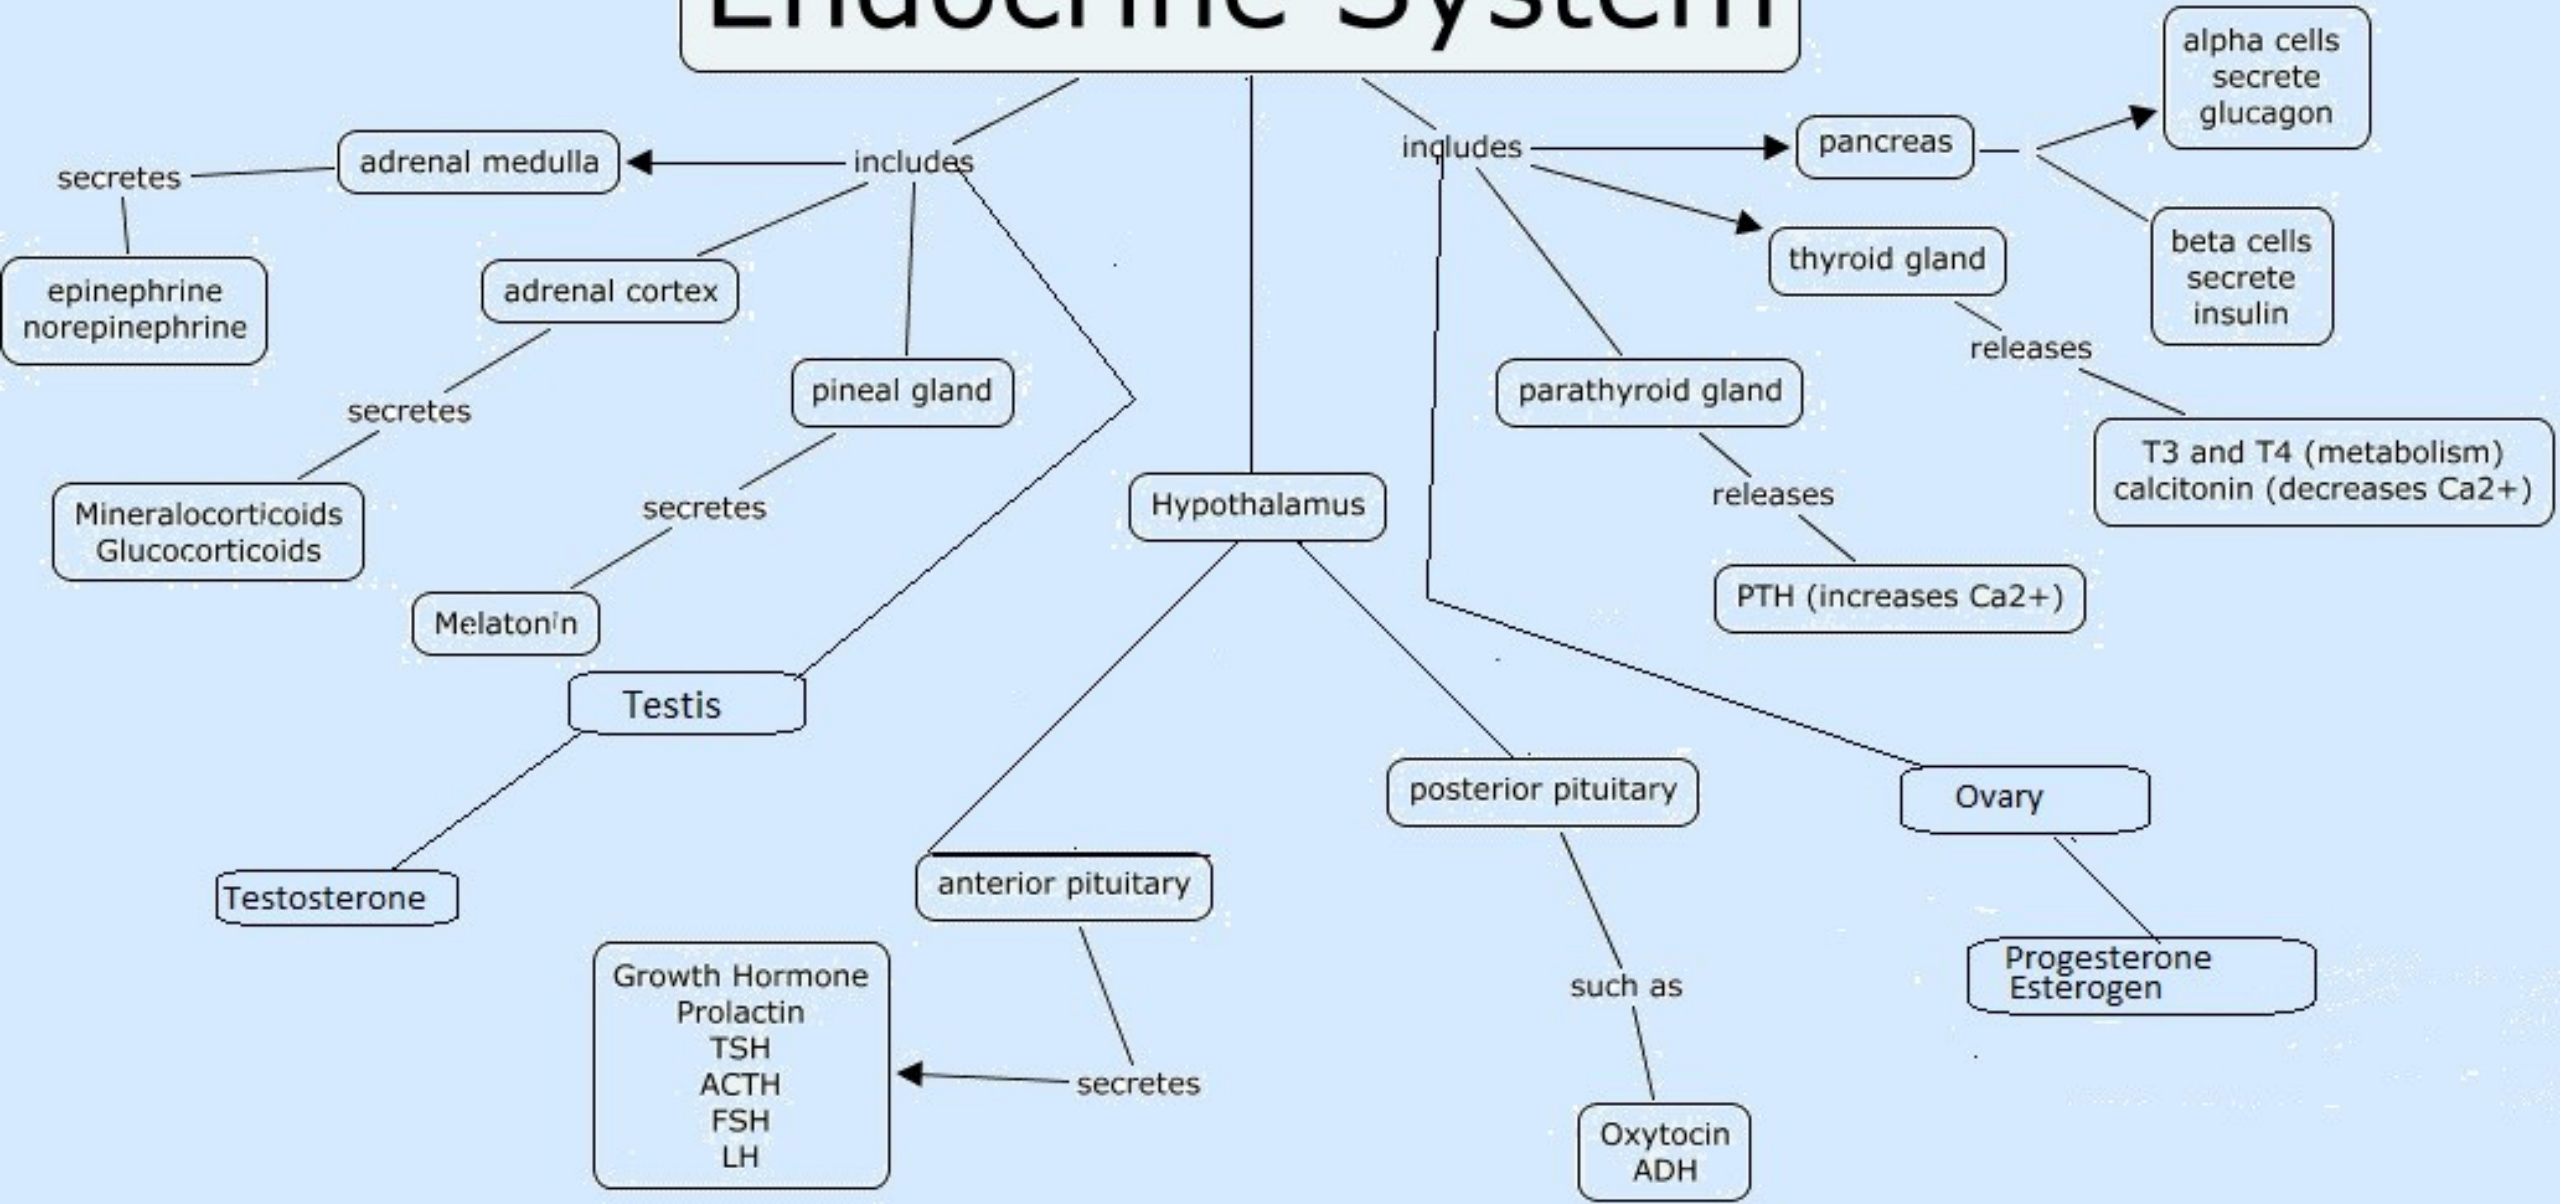 Endocrine System
alpha cells
secrete
glucagon
includes
pancreas
adrenal medulla
includes
secretes
beta cells
secrete
insulin
thyroid gland
epinephrine
norepinephrine
adrenal cortex
releases
pineal gland
parathyroid gland
secretes
T3 and T4 (metabolism)
calcitonin (decreases Ca2+)
Hypothalamus
releases
secretes
Mineralocorticoids
Glucocorticoids
PTH (increases Ca2+)
Melatonin
Testis
posterior pituitary
Ovary
anterior pituitary
Testosterone
Progesterone
Esterogen
Growth Hormone
Prolactin
TSH
ACTH
FSH
LH
such as
secretes
Oxytocin
ADH